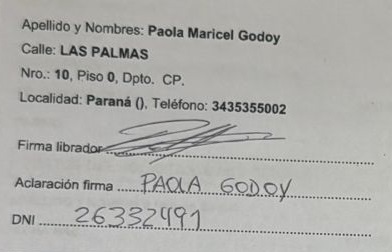 Apellido y Nombres: Paola Maricel Godoy
Calle: LAS PALMAS
Nro.: 10, Piso 0, Dpto. CP.
Localidad: Paraná (), Teléfono: 3435355002
Firma librador
Aclaración firma PAOLA GODOY
DNI 26332491